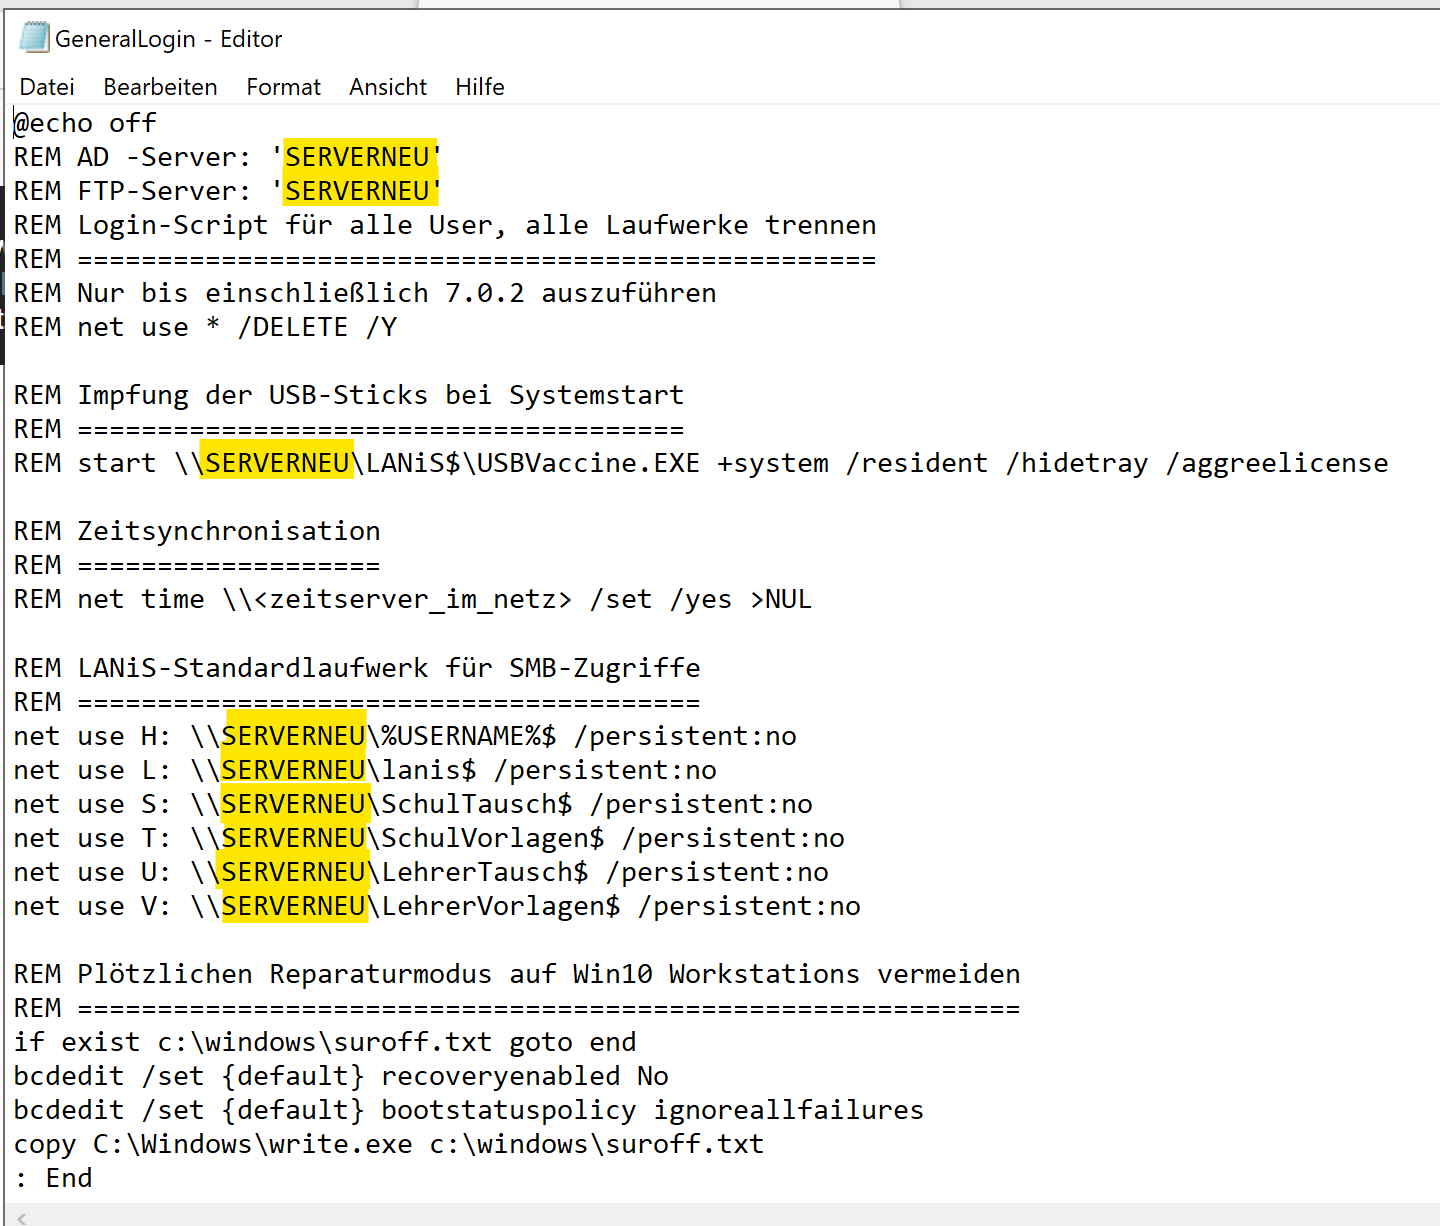 GeneralLogin - Editor
Datei Bearbeiten Format Ansicht Hilfe
@echo off
REM AD -Server: 'SERVERNEU'
REM FTP-Server: 'SERVERNEU'
REM Login-Script für alle User, alle Laufwerke trennen
REM ==================================================
REM Nur bis einschließlich 7.0.2 auszuführen
REM net use * /DELETE /Y
REM Impfung der USB-Sticks bei Systemstart
REM ======================================
REM start \\SERVERNEU\LANiS$\USBVaccine.EXE +system /resident /hidetray /aggreelicense
REM Zeitsynchronisation
REM ===================
REM net time \\<zeitserver_im_netz> /set /yes >NUL
REM LANiS-Standardlaufwerk für SMB-Zugriffe
REM =======================================
net use H: \\SERVERNEU\%USERNAME%$ /persistent:no
net use L: \\SERVERNEU\lanis$ /persistent:no
net use S: \\SERVERNEU\SchulTausch$ /persistent:no
net use T: \\SERVERNEU\SchulVorlagen$ /persistent:no
net use U: \\SERVERNEU\LehrerTausch$ /persistent:no
net use V: \\SERVERNEU\LehrerVorlagen$ /persistent:no
REM Plötzlichen Reparaturmodus auf Win10 Workstations vermeiden
REM ===========================================================
if exist c:\windows\suroff.txt goto end
bcdedit /set {default} recoveryenabled No
bcdedit /set {default} bootstatuspolicy ignoreallfailures
copy C:\Windows\write.exe c:\windows\suroff.txt
: End